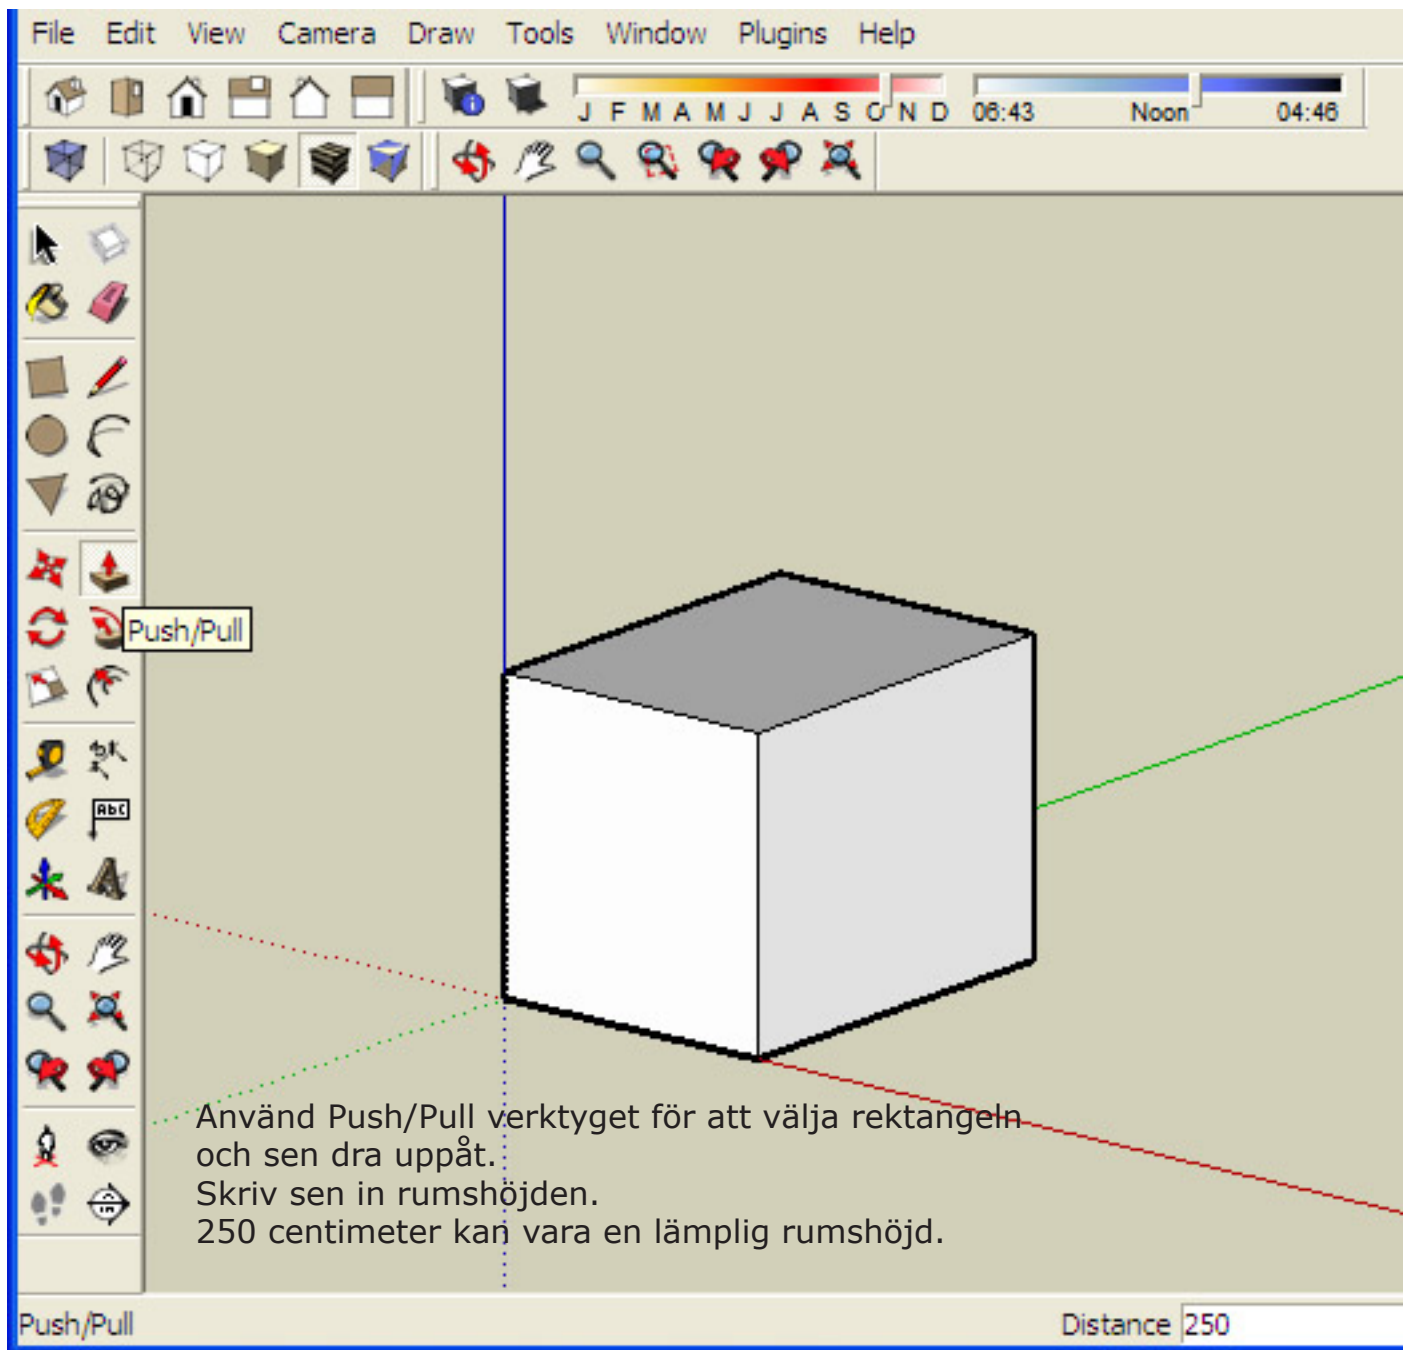 File Edit View Camera Draw Tools Window Plugins Help
J F M A M J J A S O N D 06:43 Noon 04:46
Push/Pull
Abc
Använd Push/Pull verktyget för att välja rektangeln
och sen dra uppåt.
Skriv sen in rumshöjden.
250 centimeter kan vara en lämplig rumshöjd.
Push/Pull Distance 250